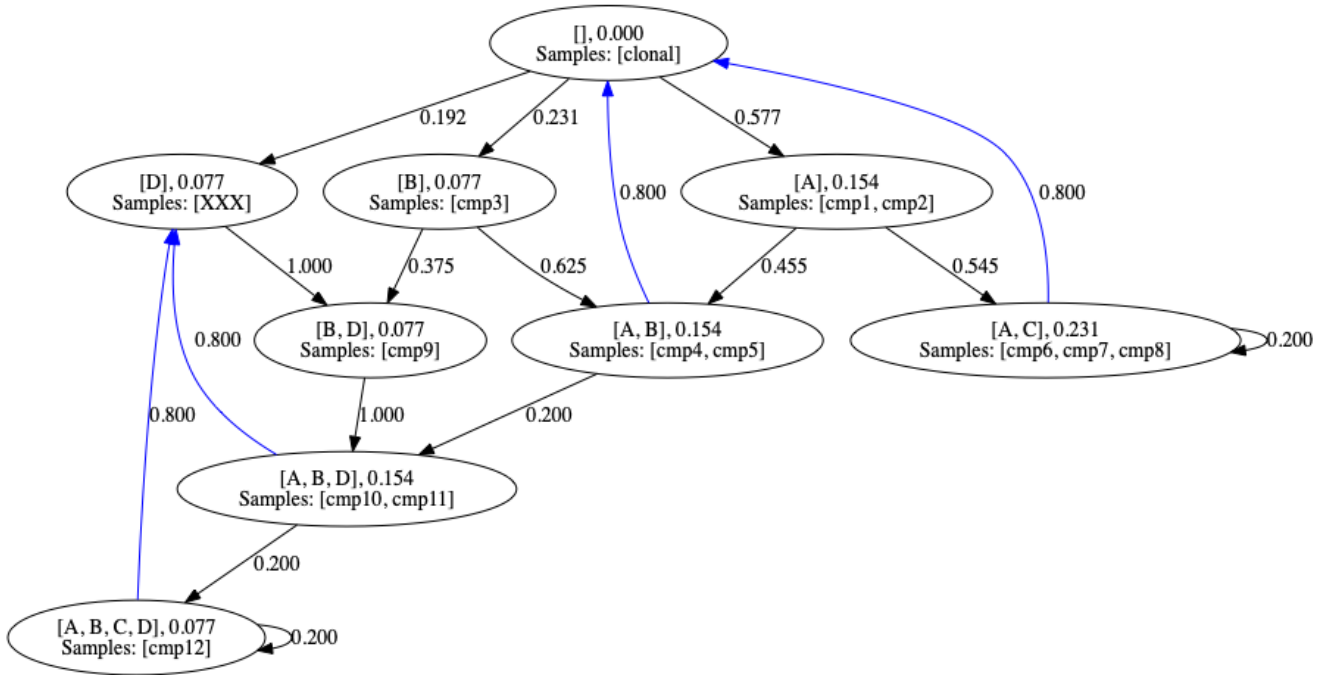 [], 0.000
Samples: [clonal]
0.192
0.231
0.577
[D], 0.077
Samples: [XXX]
[B], 0.077
Samples: [cmp3]
0.800
[A], 0.154
Samples: [cmp1, cmp2]
0.800
1.000
0.375
0.625
0.455
0.545
0.800
[B, D], 0.077
Samples: [cmp9]
[A, B], 0.154
Samples: [cmp4, cmp5]
[A, C], 0.231
Samples: [cmp6, cmp7, cmp8]
0.200
0.800
1.000
0.200
[A, B, D], 0.154
Samples: [cmp10, cmp11]
0.200
[A, B, C, D], 0.077
Samples: [cmp12]
0.200